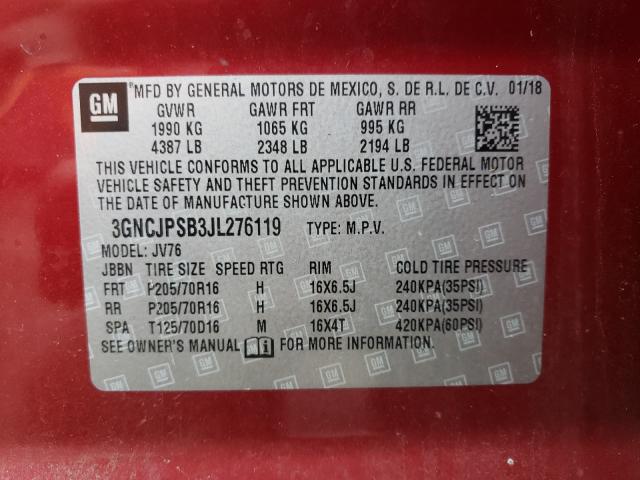 GM
MFD BY GENERAL MOTORS DE MEXICO, S. DE R.L. DE C.V. 01/18
GVWR GAWR FRT GAWR RR
1990 KG 1065 KG 995 KG
4387 LB 2348 LB 2194 LB
THIS VEHICLE CONFORMS TO ALL APPLICABLE U.S. FEDERAL MOTOR
VEHICLE SAFETY AND THEFT PREVENTION STANDARDS IN EFFECT ON
THE DATE OF MANUFACTURE SHOWN ABOVE.
3GNCJPSB3JL276119 TYPE: M.P.V.
MODEL: JV76
JBBN TIRE SIZE SPEED RTG RIM COLD TIRE PRESSURE
FRT P205/70R16 H 16X6.5J 240KPA(35PSI)
RR P205/70R16 H 16X6.5J 240KPA(35PSI)
SPA T125/70D16 M 16X4T 420KPA(60PSI)
SEE OWNER'S MANUAL FOR MORE INFORMATION.